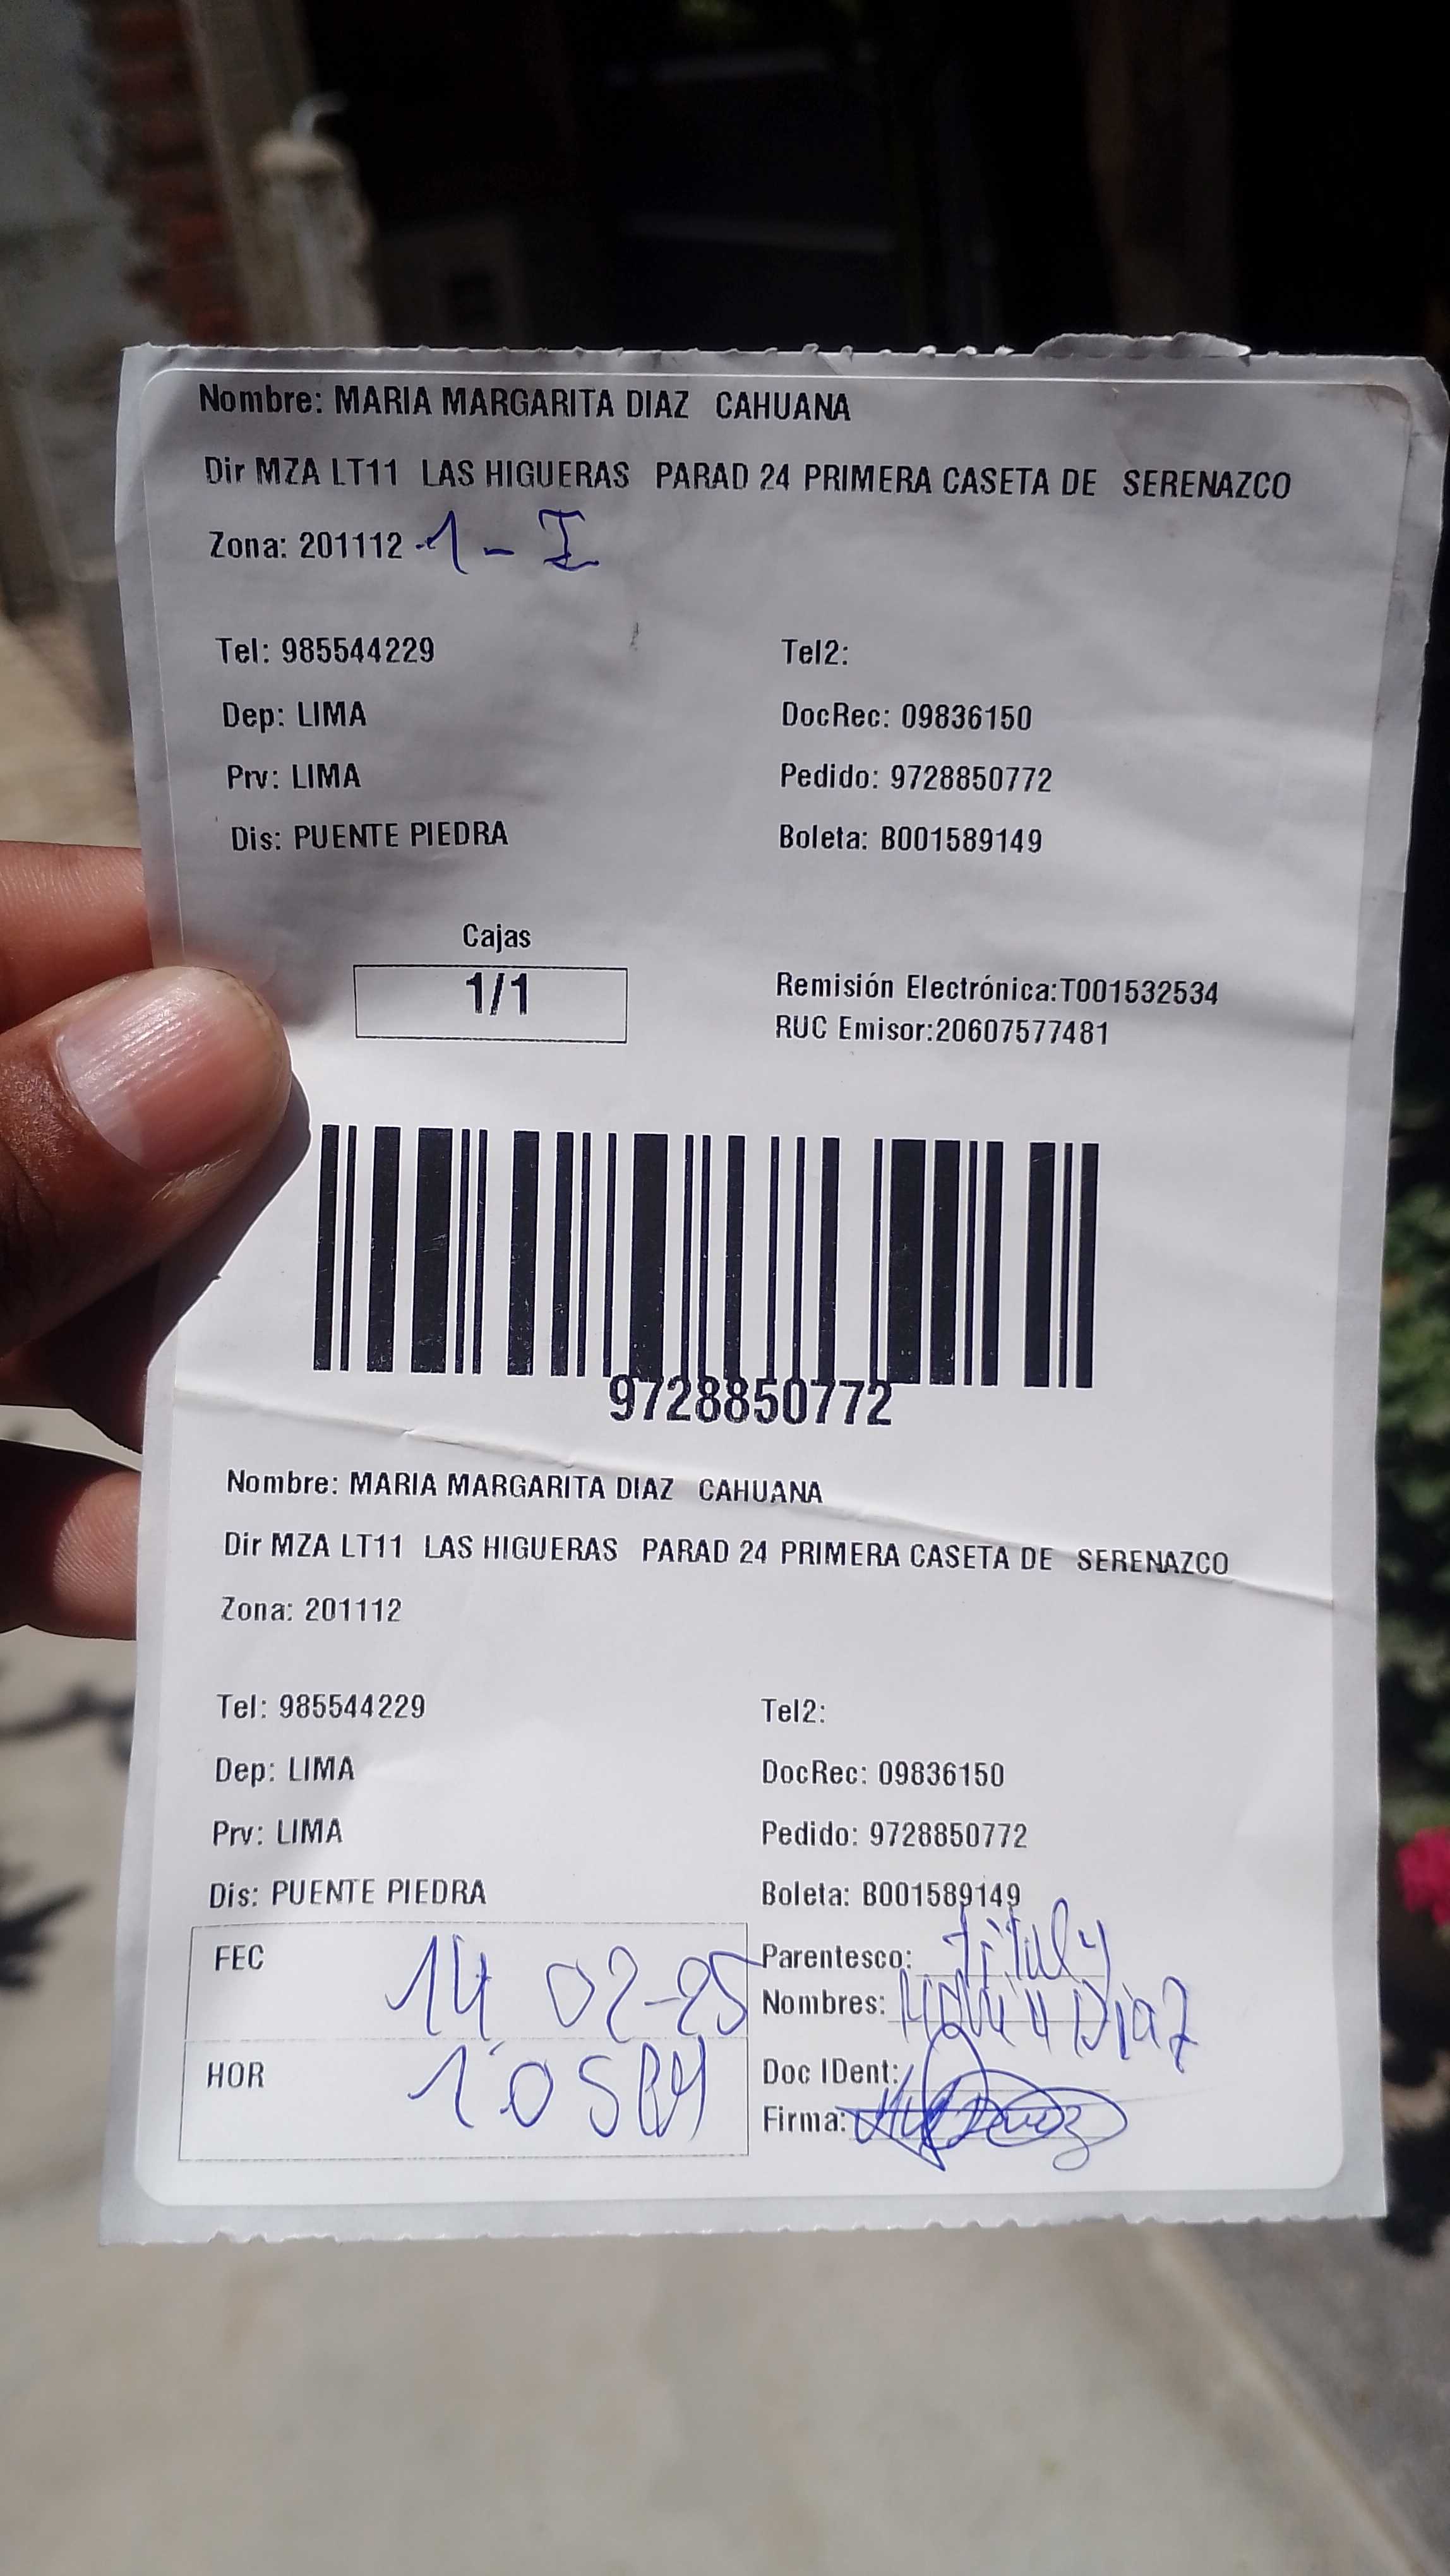 Nombre: MARIA MARGARITA DIAZ CAHUANA
Dir MZA LT11 LAS HIGUERAS PARAD 24 PRIMERA CASETA DE SERENAZCO
Zona: 201112 1 - I
Tel: 985544229 Tel2:
Dep: LIMA DocRec: 09836150
Prv: LIMA Pedido: 9728850772
Dis: PUENTE PIEDRA Boleta: B001589149
Cajas
1/1
Remisión Electrónica:T001532534
RUC Emisor:20607577481
9728850772
Nombre: MARIA MARGARITA DIAZ CAHUANA
Dir MZA LT11 LAS HIGUERAS PARAD 24 PRIMERA CASETA DE SERENAZCO
Zona: 201112
Tel: 985544229 Tel2:
Dep: LIMA DocRec: 09836150
Prv: LIMA Pedido: 9728850772
Dis: PUENTE PIEDRA Boleta: B001589149
FEC 14 02-25
Parentesco:
Nombres: Diaz
HOR
Doc IDent:
Firma: